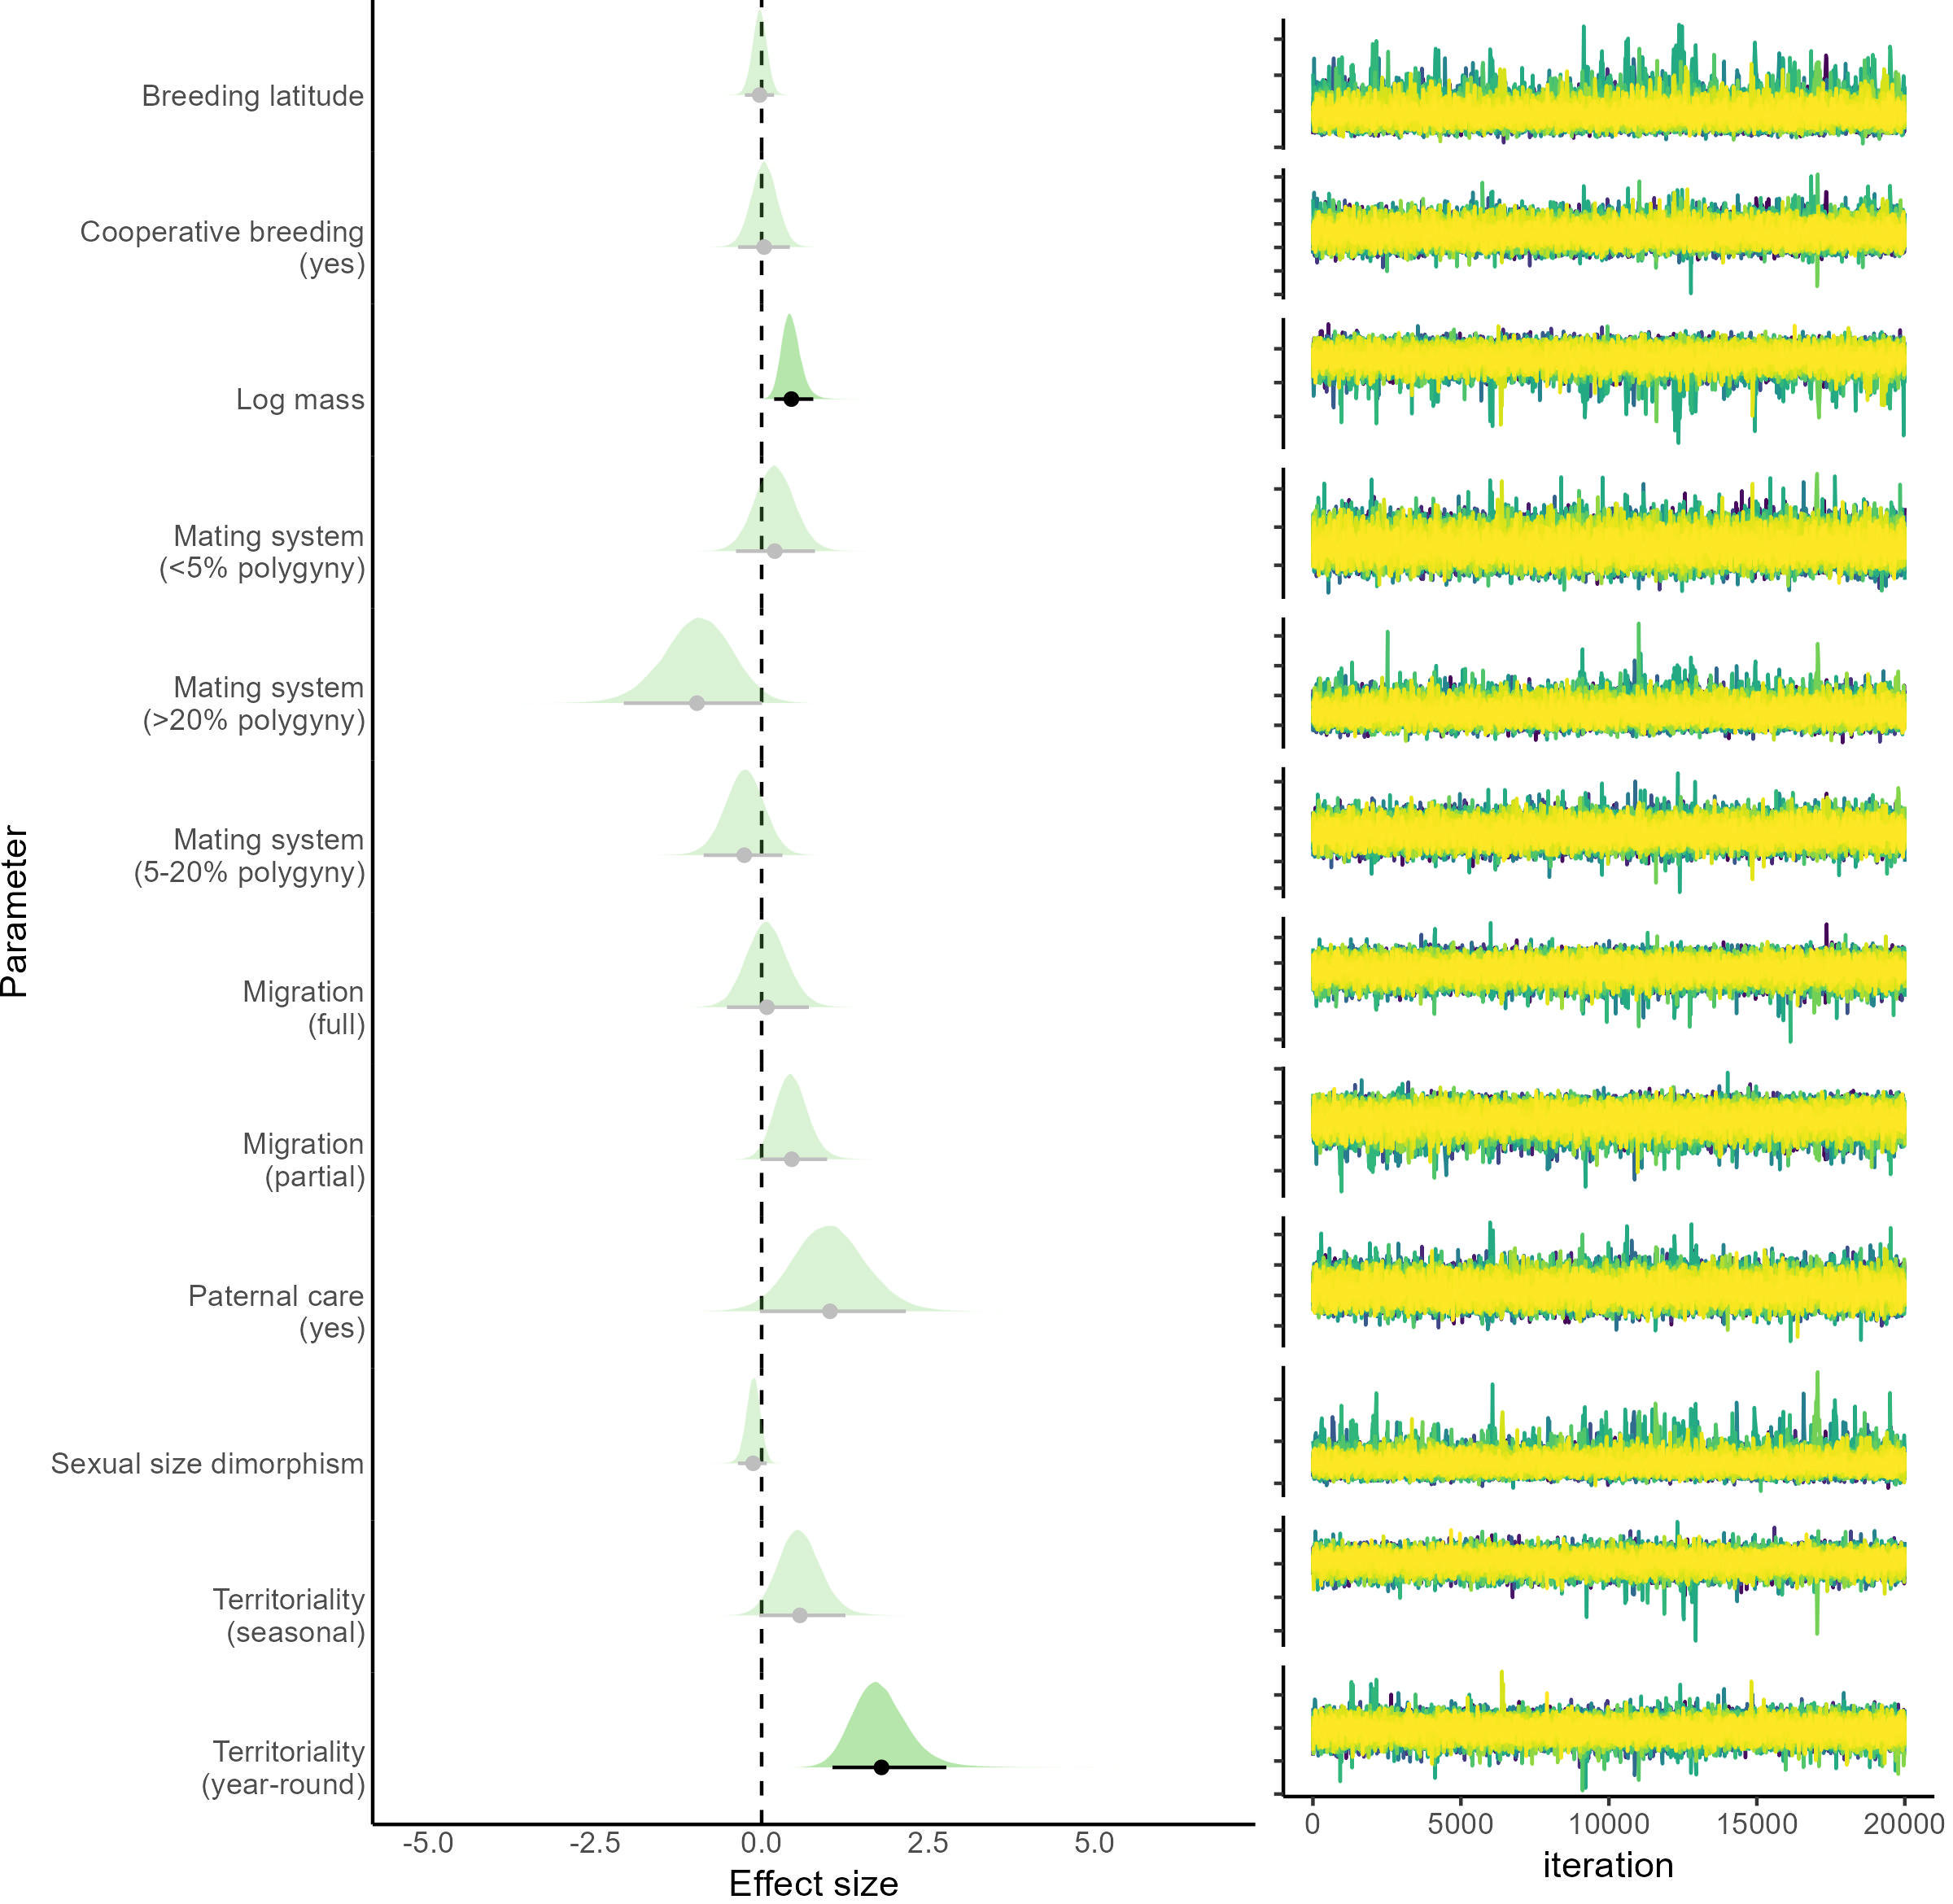 Parameter
Breeding latitude
Cooperative breeding
(yes)
Log mass
Mating system
(<5% polygyny)
Mating system
(>20% polygyny)
Mating system
(5-20% polygyny)
Migration
(full)
Migration
(partial)
Paternal care
(yes)
Sexual size dimorphism
Territoriality
(seasonal)
Territoriality
(year-round)
-5.0 -2.5 0.0 2.5 5.0
Effect size
0 5000 10000 15000 20000
iteration